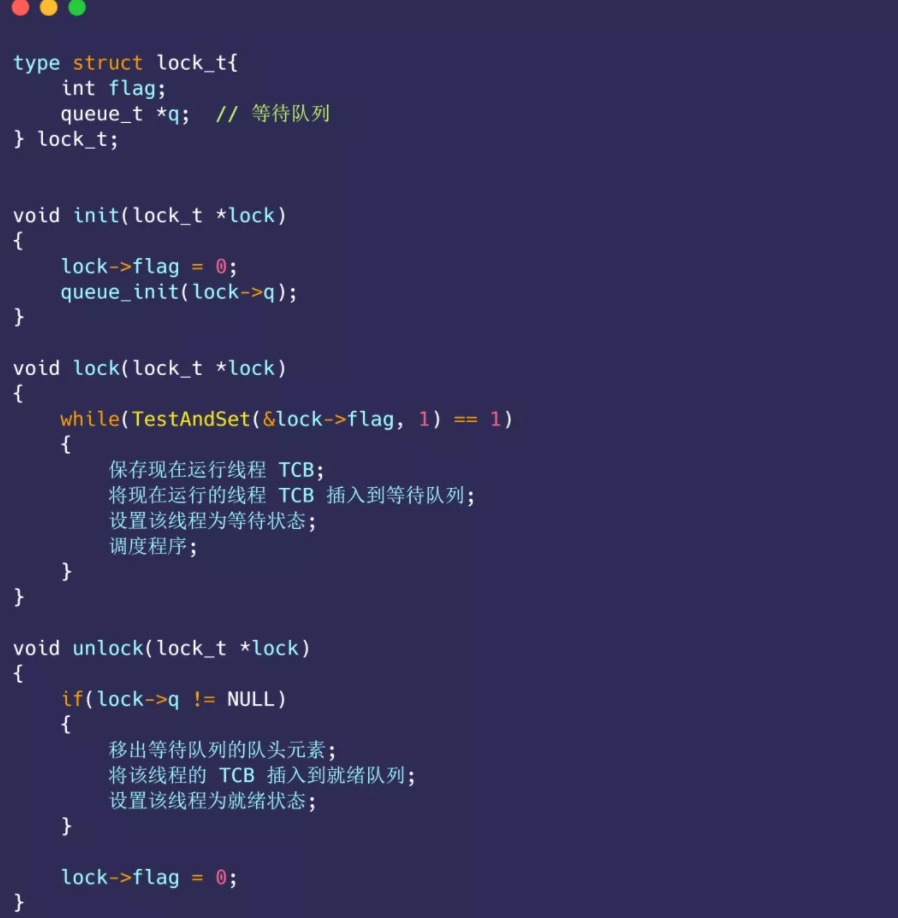 type struct lock_t{
    int flag;
    queue_t *q;  // 等待队列
} lock_t;
void init(lock_t *lock)
{
    lock->flag = 0;
    queue_init(lock->q);
}
void lock(lock_t *lock)
{
    while(TestAndSet(&lock->flag, 1) == 1)
    {
        保存现在运行线程 TCB;
        将现在运行的线程 TCB 插入到等待队列;
        设置该线程为等待状态;
        调度程序;
    }
}
void unlock(lock_t *lock)
{
    if(lock->q != NULL)
    {
        移出等待队列的队头元素;
        将该线程的 TCB 插入到就绪队列;
        设置该线程为就绪状态;
    }
    lock->flag = 0;
}